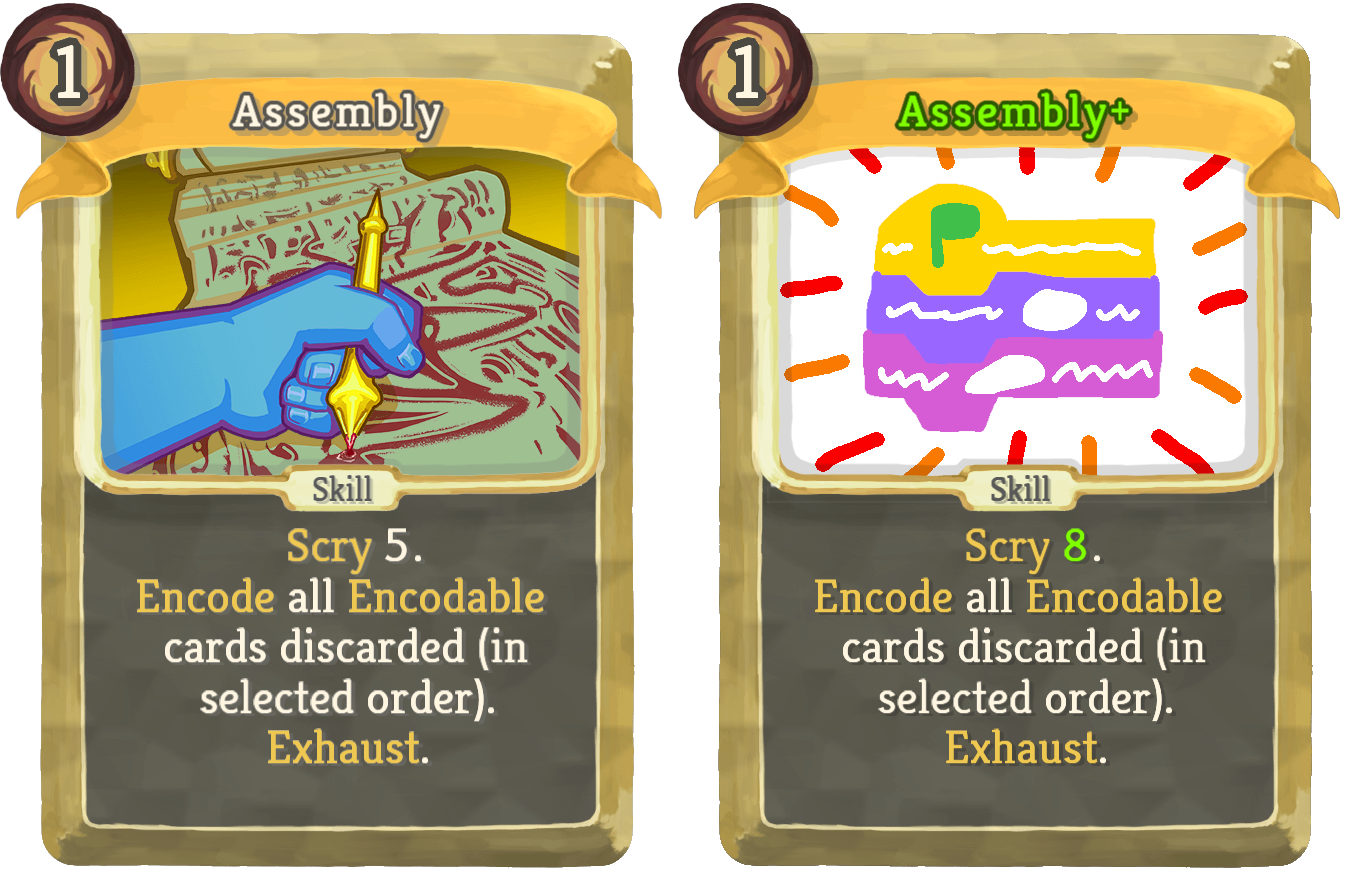 1
Assembly
Skill
Scry 5.
Encode all Encodable
cards discarded (in
selected order).
Exhaust.
1
Assembly+
Skill
Scry 8.
Encode all Encodable
cards discarded (in
selected order).
Exhaust.